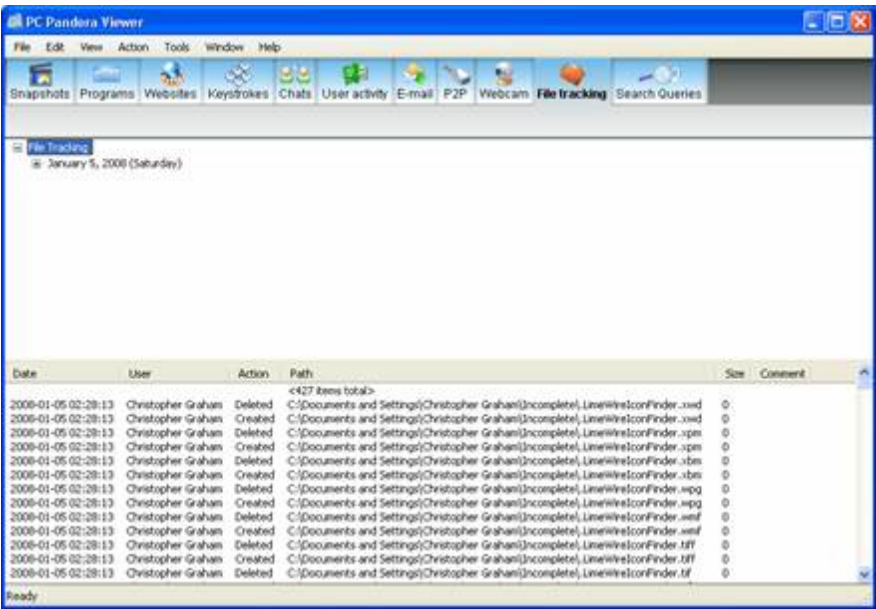 PC Pandora Viewer
File Edit View Action Tools Window Help
Snapshots Programs Websites Keystrokes Chats User activity E-mail P2P Webcam File tracking Search Queries
File Tracking
January 5, 2008 (Saturday)
Date User Action Path Size Comment
<427 items total>
2008-01-05 02:28:13 Christopher Graham Deleted C:\Documents and Settings\Christopher Graham\Incomplete\.LimeWireIconFinder.xwd 0
2008-01-05 02:28:13 Christopher Graham Created C:\Documents and Settings\Christopher Graham\Incomplete\.LimeWireIconFinder.xwd 0
2008-01-05 02:28:13 Christopher Graham Deleted C:\Documents and Settings\Christopher Graham\Incomplete\.LimeWireIconFinder.xpm 0
2008-01-05 02:28:13 Christopher Graham Created C:\Documents and Settings\Christopher Graham\Incomplete\.LimeWireIconFinder.xpm 0
2008-01-05 02:28:13 Christopher Graham Deleted C:\Documents and Settings\Christopher Graham\Incomplete\.LimeWireIconFinder.xbm 0
2008-01-05 02:28:13 Christopher Graham Created C:\Documents and Settings\Christopher Graham\Incomplete\.LimeWireIconFinder.xbm 0
2008-01-05 02:28:13 Christopher Graham Deleted C:\Documents and Settings\Christopher Graham\Incomplete\.LimeWireIconFinder.wpg 0
2008-01-05 02:28:13 Christopher Graham Created C:\Documents and Settings\Christopher Graham\Incomplete\.LimeWireIconFinder.wpg 0
2008-01-05 02:28:13 Christopher Graham Deleted C:\Documents and Settings\Christopher Graham\Incomplete\.LimeWireIconFinder.wmf 0
2008-01-05 02:28:13 Christopher Graham Created C:\Documents and Settings\Christopher Graham\Incomplete\.LimeWireIconFinder.wmf 0
2008-01-05 02:28:13 Christopher Graham Deleted C:\Documents and Settings\Christopher Graham\Incomplete\.LimeWireIconFinder.tiff 0
2008-01-05 02:28:13 Christopher Graham Created C:\Documents and Settings\Christopher Graham\Incomplete\.LimeWireIconFinder.tiff 0
2008-01-05 02:28:13 Christopher Graham Deleted C:\Documents and Settings\Christopher Graham\Incomplete\.LimeWireIconFinder.tif 0
Ready